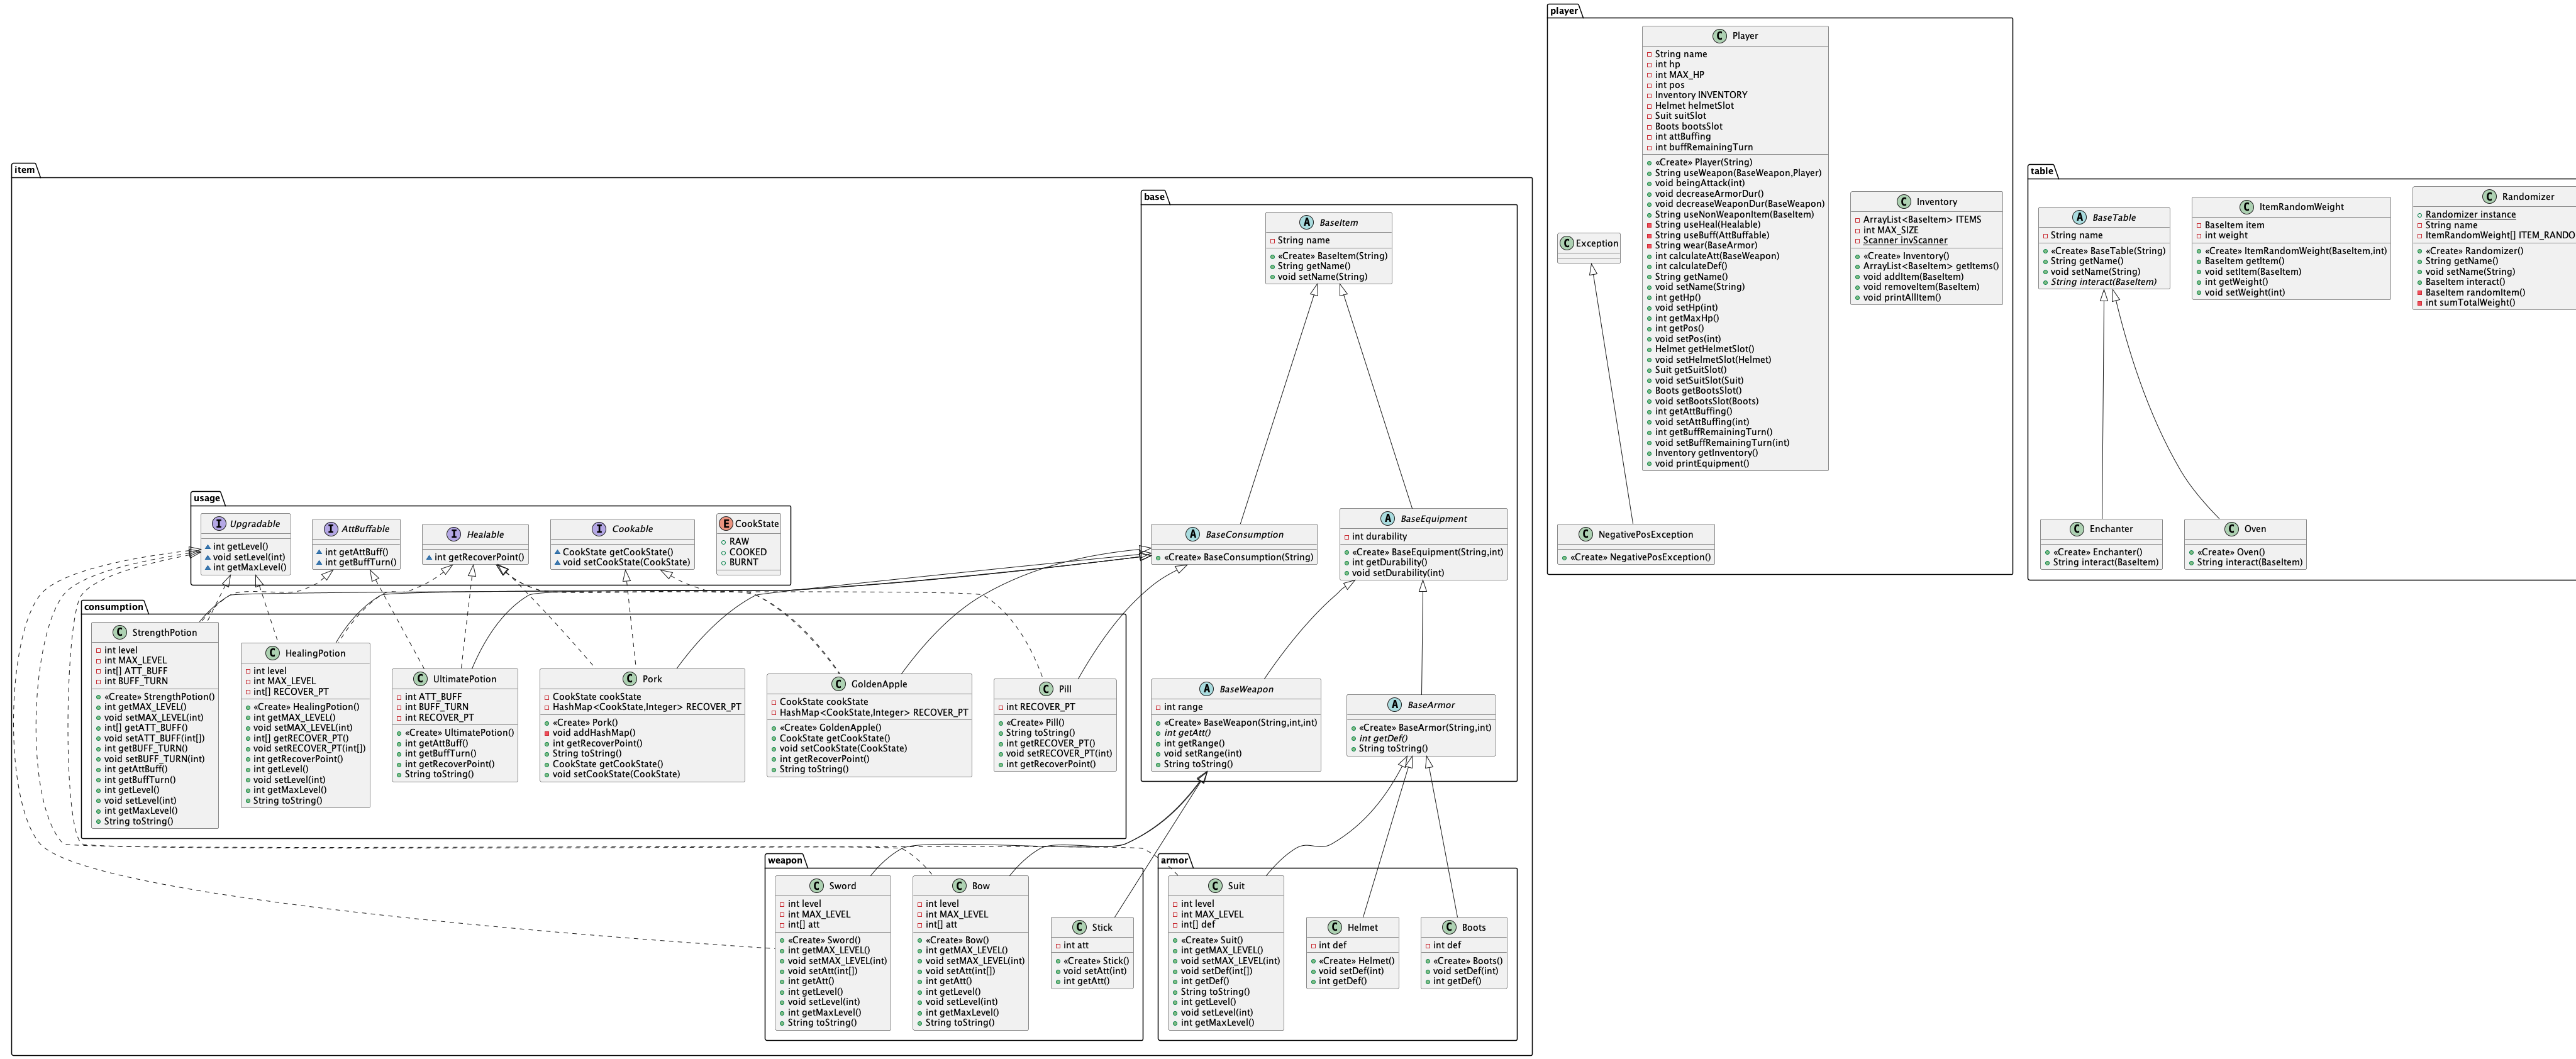 item
usage
I Upgradable
int getLevel()
void setLevel(int)
int getMaxLevel()
I AttBuffable
int getAttBuff()
int getBuffTurn()
I Healable
int getRecoverPoint()
I Cookable
CookState getCookState()
void setCookState(CookState)
E CookState
RAW
COOKED
BURNT
consumption
C StrengthPotion
int level
int MAX_LEVEL
int[] ATT_BUFF
int BUFF_TURN
«Create» StrengthPotion()
int getMAX_LEVEL()
void setMAX_LEVEL(int)
int[] getATT_BUFF()
void setATT_BUFF(int[])
int getBUFF_TURN()
void setBUFF_TURN(int)
int getAttBuff()
int getBuffTurn()
int getLevel()
void setLevel(int)
int getMaxLevel()
String toString()
C HealingPotion
int level
int MAX_LEVEL
int[] RECOVER_PT
«Create» HealingPotion()
int getMAX_LEVEL()
void setMAX_LEVEL(int)
int[] getRECOVER_PT()
void setRECOVER_PT(int[])
int getRecoverPoint()
int getLevel()
void setLevel(int)
int getMaxLevel()
String toString()
C UltimatePotion
int ATT_BUFF
int BUFF_TURN
int RECOVER_PT
«Create» UltimatePotion()
int getAttBuff()
int getBuffTurn()
int getRecoverPoint()
String toString()
C Pork
CookState cookState
HashMap<CookState,Integer> RECOVER_PT
«Create» Pork()
void addHashMap()
int getRecoverPoint()
String toString()
CookState getCookState()
void setCookState(CookState)
C GoldenApple
CookState cookState
HashMap<CookState,Integer> RECOVER_PT
«Create» GoldenApple()
CookState getCookState()
void setCookState(CookState)
int getRecoverPoint()
String toString()
C Pill
int RECOVER_PT
«Create» Pill()
String toString()
int getRECOVER_PT()
void setRECOVER_PT(int)
int getRecoverPoint()
base
A BaseItem
String name
«Create» BaseItem(String)
String getName()
void setName(String)
A BaseConsumption
«Create» BaseConsumption(String)
A BaseEquipment
int durability
«Create» BaseEquipment(String,int)
int getDurability()
void setDurability(int)
A BaseWeapon
int range
«Create» BaseWeapon(String,int,int)
int getAtt()
int getRange()
void setRange(int)
String toString()
A BaseArmor
«Create» BaseArmor(String,int)
int getDef()
String toString()
weapon
C Sword
int level
int MAX_LEVEL
int[] att
«Create» Sword()
int getMAX_LEVEL()
void setMAX_LEVEL(int)
void setAtt(int[])
int getAtt()
int getLevel()
void setLevel(int)
int getMaxLevel()
String toString()
C Bow
int level
int MAX_LEVEL
int[] att
«Create» Bow()
int getMAX_LEVEL()
void setMAX_LEVEL(int)
void setAtt(int[])
int getAtt()
int getLevel()
void setLevel(int)
int getMaxLevel()
String toString()
C Stick
int att
«Create» Stick()
void setAtt(int)
int getAtt()
armor
C Suit
int level
int MAX_LEVEL
int[] def
«Create» Suit()
int getMAX_LEVEL()
void setMAX_LEVEL(int)
void setDef(int[])
int getDef()
String toString()
int getLevel()
void setLevel(int)
int getMaxLevel()
C Helmet
int def
«Create» Helmet()
void setDef(int)
int getDef()
C Boots
int def
«Create» Boots()
void setDef(int)
int getDef()
player
C Exception
C Player
String name
int hp
int MAX_HP
int pos
Inventory INVENTORY
Helmet helmetSlot
Suit suitSlot
Boots bootsSlot
int attBuffing
int buffRemainingTurn
«Create» Player(String)
String useWeapon(BaseWeapon,Player)
void beingAttack(int)
void decreaseArmorDur()
void decreaseWeaponDur(BaseWeapon)
String useNonWeaponItem(BaseItem)
String useHeal(Healable)
String useBuff(AttBuffable)
String wear(BaseArmor)
int calculateAtt(BaseWeapon)
int calculateDef()
String getName()
void setName(String)
int getHp()
void setHp(int)
int getMaxHp()
int getPos()
void setPos(int)
Helmet getHelmetSlot()
void setHelmetSlot(Helmet)
Suit getSuitSlot()
void setSuitSlot(Suit)
Boots getBootsSlot()
void setBootsSlot(Boots)
int getAttBuffing()
void setAttBuffing(int)
int getBuffRemainingTurn()
void setBuffRemainingTurn(int)
Inventory getInventory()
void printEquipment()
C Inventory
ArrayList<BaseItem> ITEMS
int MAX_SIZE
Scanner invScanner
«Create» Inventory()
ArrayList<BaseItem> getItems()
void addItem(BaseItem)
void removeItem(BaseItem)
void printAllItem()
C NegativePosException
«Create» NegativePosException()
table
A BaseTable
String name
«Create» BaseTable(String)
String getName()
void setName(String)
String interact(BaseItem)
C ItemRandomWeight
BaseItem item
int weight
«Create» ItemRandomWeight(BaseItem,int)
BaseItem getItem()
void setItem(BaseItem)
int getWeight()
void setWeight(int)
C Randomizer
Randomizer instance
String name
ItemRandomWeight[] ITEM_RANDO
«Create» Randomizer()
String getName()
void setName(String)
BaseItem interact()
BaseItem randomItem()
int sumTotalWeight()
C Enchanter
«Create» Enchanter()
String interact(BaseItem)
C Oven
«Create» Oven()
String interact(BaseItem)